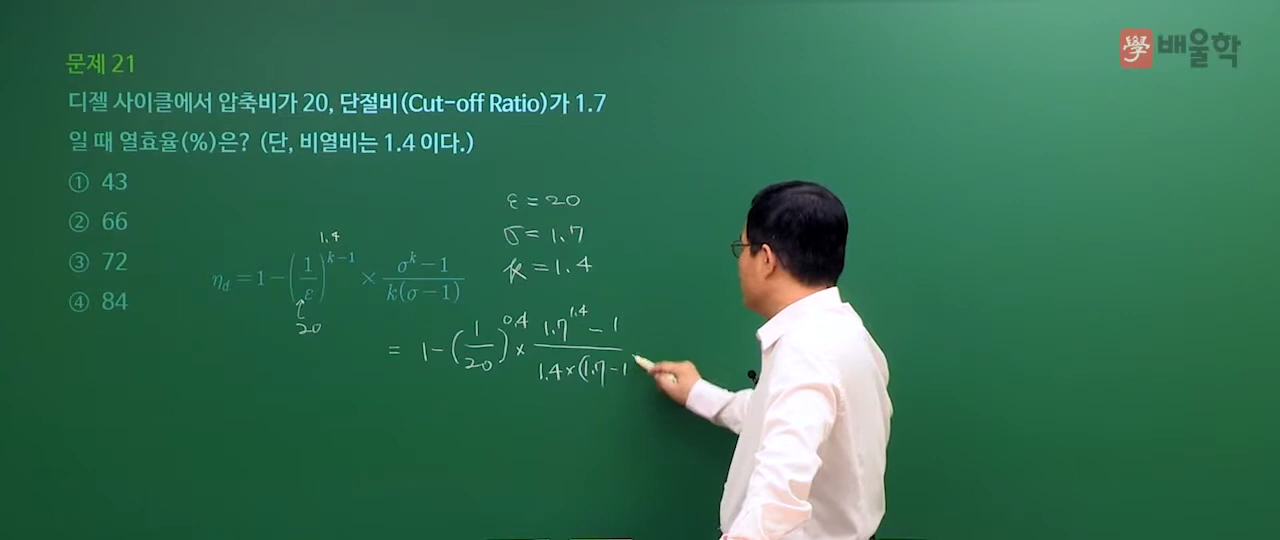 學 배울학
문제 21
디젤 사이클에서 압축비가 20, 단절비(Cut-off Ratio)가 1.7
일 때 열효율(%)은? (단, 비열비는 1.4 이다.)
① 43
② 66
③ 72
④ 84
ε = 20
σ = 1.7
k = 1.4
1.4
η_d = 1 − (1/ε)^(k−1) × (σ^k − 1)/(k(σ − 1))
↑
20
= 1 − (1/20)^0.4 × (1.7^1.4 − 1)/(1.4 × (1.7 − 1